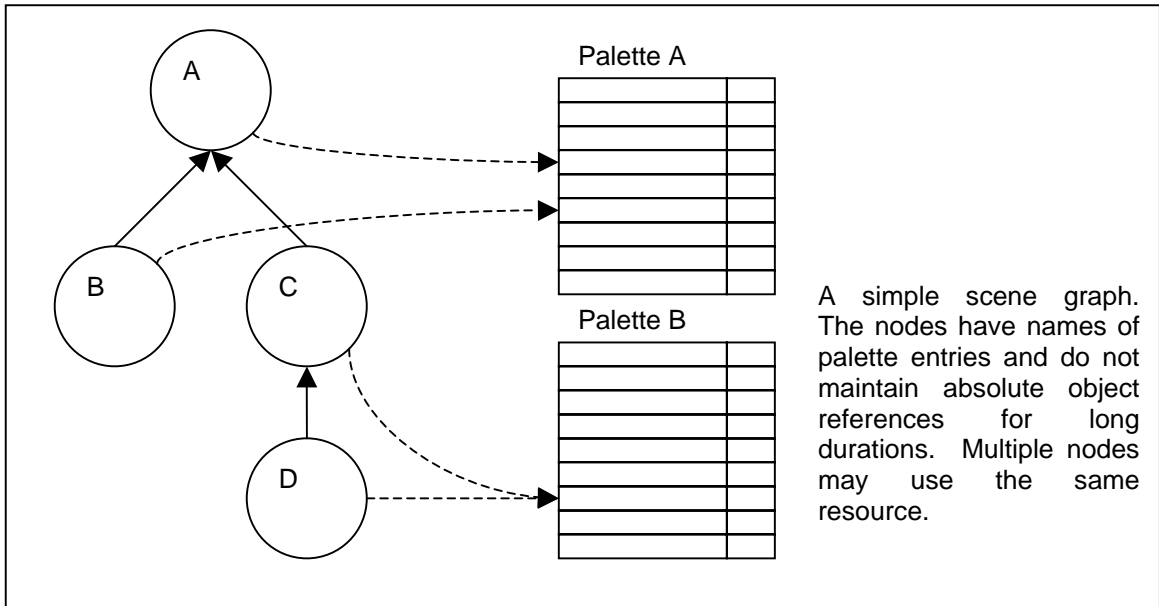 A
Palette A
B
C
Palette B
D
A simple scene graph.
The nodes have names of
palette entries and do not
maintain absolute object
references for long
durations. Multiple nodes
may use the same
resource.